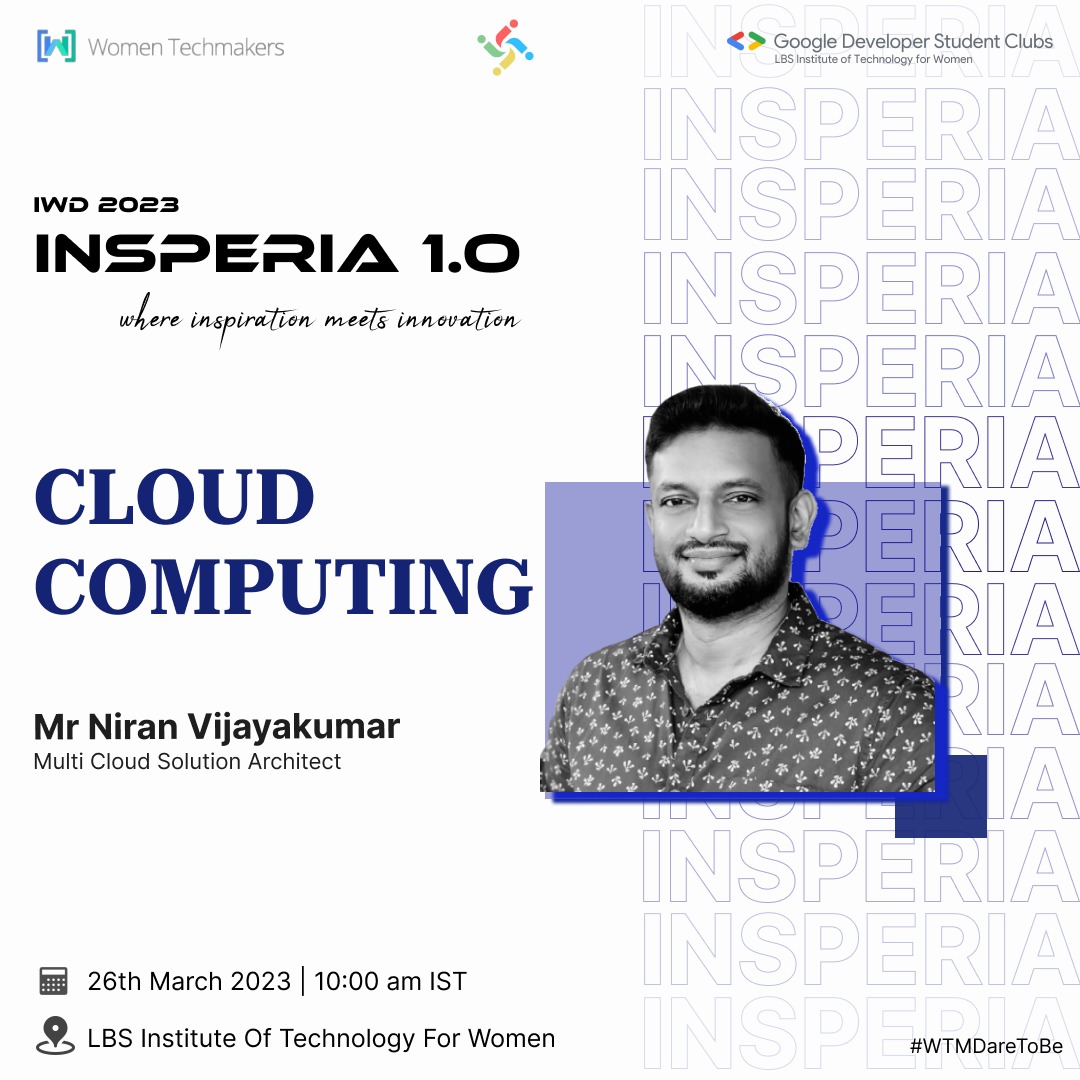 Women Techmakers
Google Developer Student Clubs
LBS Institute of Technology for Women
IWD 2023
INSPERIA 1.0
where inspiration meets innovation
CLOUD
COMPUTING
Mr Niran Vijayakumar
Multi Cloud Solution Architect
26th March 2023 | 10:00 am IST
LBS Institute Of Technology For Women
#WTMDareToBe
INSPERIA
INSPERIA
INSPERIA
INSPERIA
INSPERIA
INSPERIA
INSPERIA
INSPERIA
INSPERIA
INSPERIA
INSPERIA
INSPERIA
INSPERIA